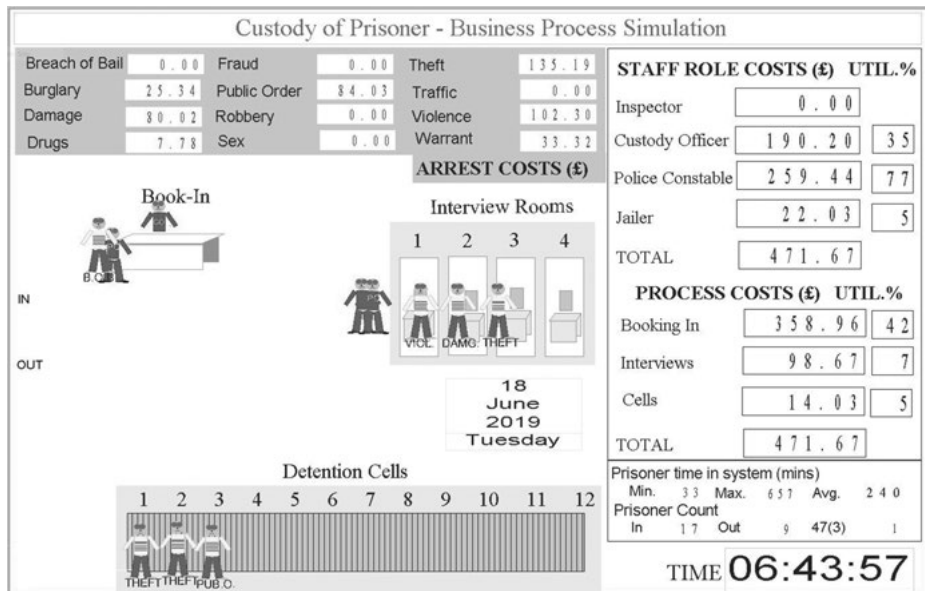 Custody of Prisoner - Business Process Simulation
Breach of Bail 0.00 Fraud 0.00 Theft 135.19
Burglary 25.34 Public Order 84.03 Traffic 0.00
Damage 80.02 Robbery 0.00 Violence 102.30
Drugs 7.78 Sex 0.00 Warrant 33.32
ARREST COSTS (£)
STAFF ROLE COSTS (£) UTIL.%
Inspector 0.00
Custody Officer 190.20 35
Police Constable 259.44 77
Jailer 22.03 5
TOTAL 471.67
PROCESS COSTS (£) UTIL.%
Booking In 358.96 42
Interviews 98.67 7
Cells 14.03 5
TOTAL 471.67
Prisoner time in system (mins)
Min. 33 Max. 657 Avg. 240
Prisoner Count
In 17 Out 9 47(3) 1
TIME 06:43:57
Book-In
IN
OUT
Interview Rooms
1 2 3 4
PC
VIOL. DAMG. THEFT
18
June
2019
Tuesday
Detention Cells
1 2 3 4 5 6 7 8 9 10 11 12
THEFT THEFT PUB.O.